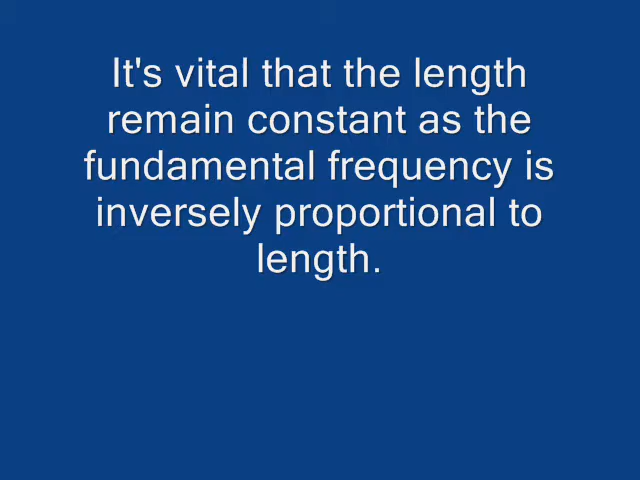 It's vital that the length
remain constant as the
fundamental frequency is
inversely proportional to
length.